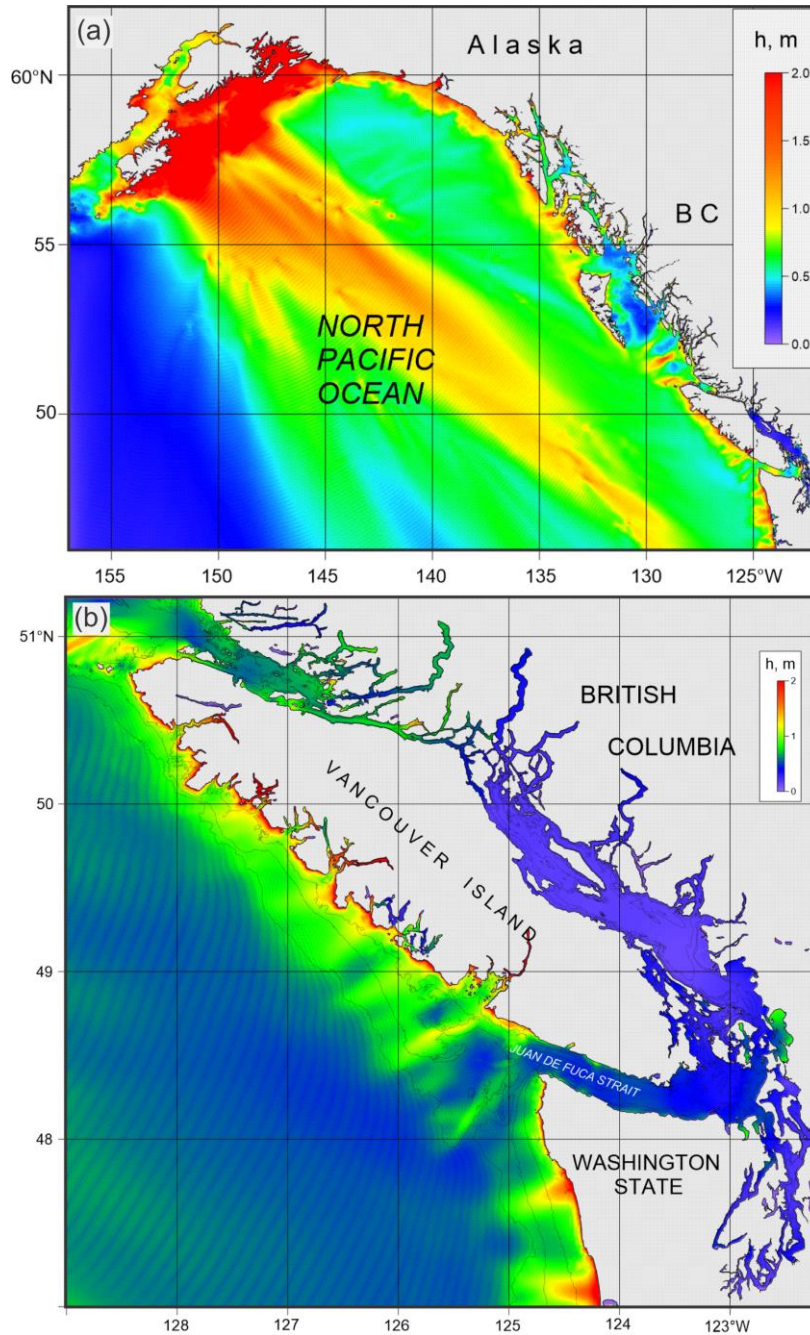 (a)
Alaska
h, m
2.0
1.5
1.0
0.5
0.0
60°N
55
50
BC
NORTH
PACIFIC
OCEAN
155
150
145
140
135
130
125°W
(b)
51°N
50
49
48
h, m
2
1
0
BRITISH
COLUMBIA
VANCOUVER ISLAND
JUAN DE FUCA STRAIT
WASHINGTON
STATE
128
127
126
125
124
123°W